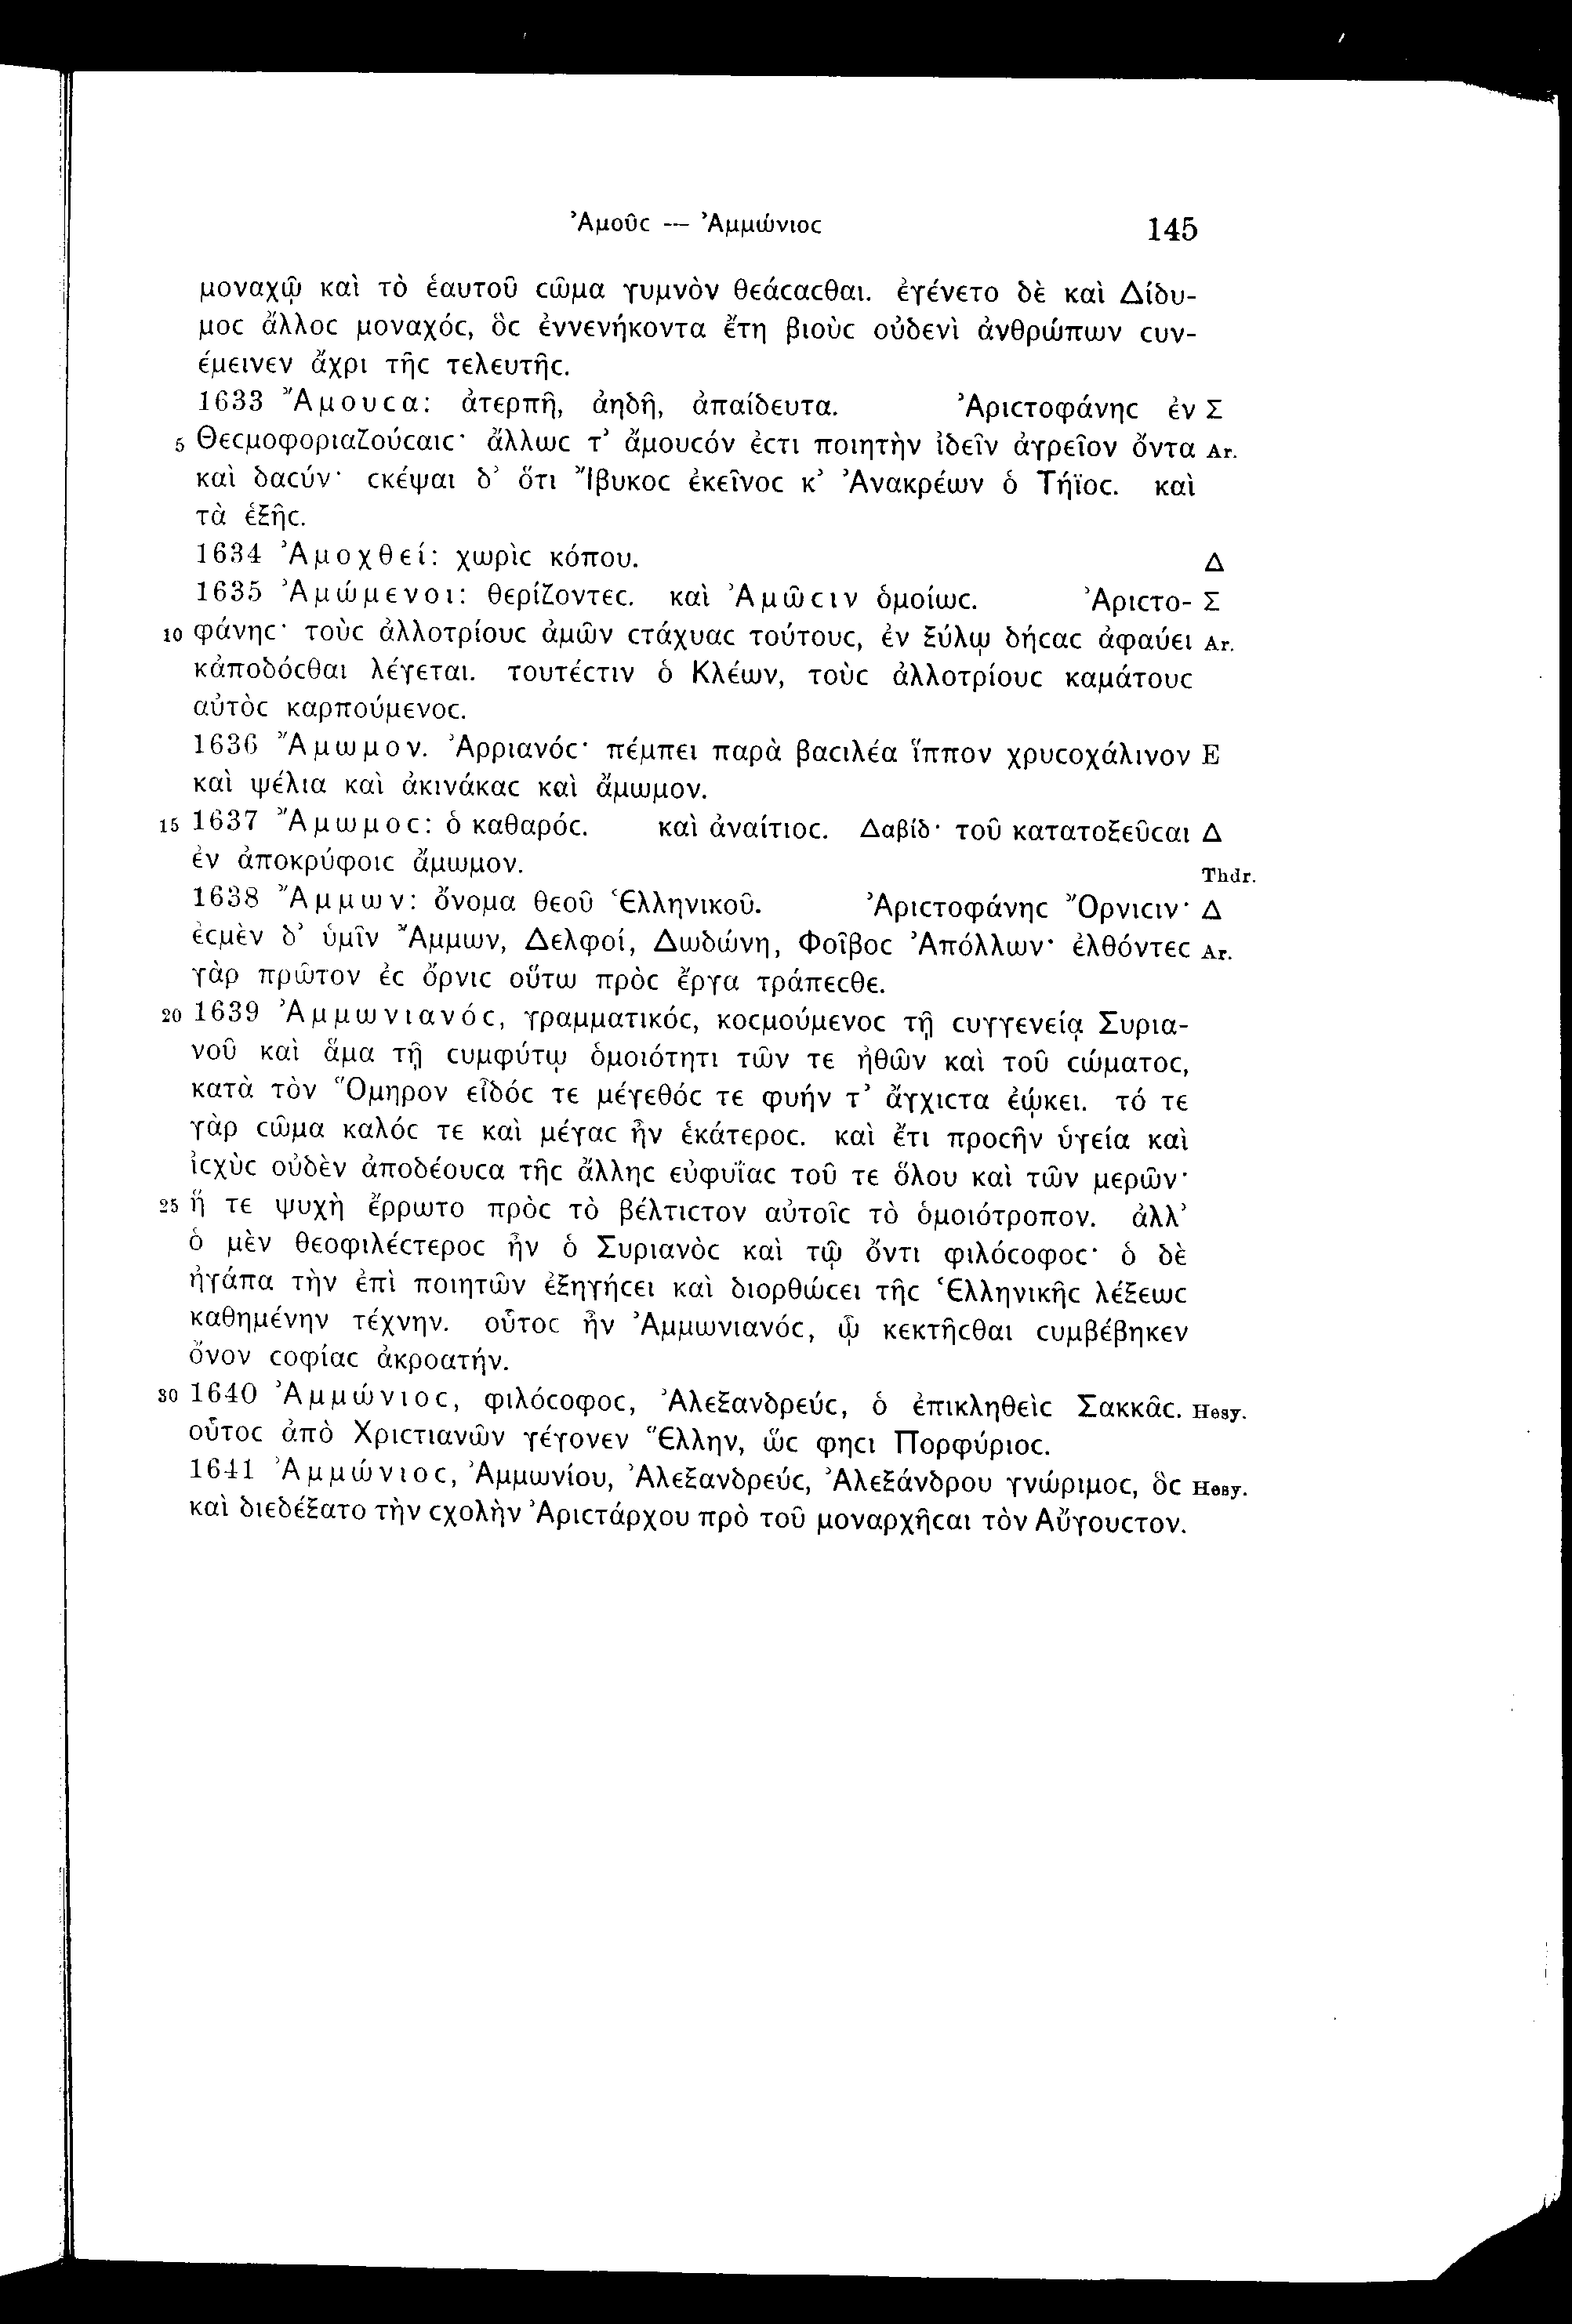 Ἀμοῦϲ — Ἀμμώνιοϲ 145
μοναχῷ καὶ τὸ ἑαυτοῦ ϲῶμα γυμνὸν θεάϲαϲθαι. ἐγένετο δὲ καὶ Δίδυ-
μοϲ ἄλλοϲ μοναχόϲ, ὃϲ ἐννενήκοντα ἔτη βιοὺϲ οὐδενὶ ἀνθρώπων ϲυν-
έμεινεν ἄχρι τῆϲ τελευτῆϲ.
1633 Ἄμουϲα: ἀτερπῆ, ἀηδῆ, ἀπαίδευτα. Ἀριϲτοφάνηϲ ἐν Σ
5 Θεϲμοφοριαζούϲαιϲ· ἄλλωϲ τ’ ἄμουϲόν ἐϲτι ποιητὴν ἰδεῖν ἀγρεῖον ὄντα Ar.
καὶ δαϲύν· ϲκέψαι δ’ ὅτι Ἴβυκοϲ ἐκεῖνοϲ κ’ Ἀνακρέων ὁ Τήϊοϲ. καὶ
τὰ ἑξῆϲ.
1634 Ἀμοχθεί: χωρὶϲ κόπου. Δ
1635 Ἀμώμενοι: θερίζοντεϲ. καὶ Ἀμῶϲιν ὁμοίωϲ. Ἀριϲτο- Σ
10 φάνηϲ· τοὺϲ ἀλλοτρίουϲ ἀμῶν ϲτάχυαϲ τούτουϲ, ἐν ξύλῳ δήϲαϲ ἀφαύει Ar.
κἀποδόϲθαι λέγεται. τουτέϲτιν ὁ Κλέων, τοὺϲ ἀλλοτρίουϲ καμάτουϲ
αὐτὸϲ καρπούμενοϲ.
1636 Ἄμωμον. Ἀρριανόϲ· πέμπει παρὰ βαϲιλέα ἵππον χρυϲοχάλινον E
καὶ ψέλια καὶ ἀκινάκαϲ καὶ ἄμωμον.
15 1637 Ἄμωμοϲ: ὁ καθαρόϲ. καὶ ἀναίτιοϲ. Δαβίδ· τοῦ κατατοξεῦϲαι Δ
ἐν ἀποκρύφοιϲ ἄμωμον. Thdr.
1638 Ἄμμων: ὄνομα θεοῦ Ἑλληνικοῦ. Ἀριϲτοφάνηϲ Ὄρνιϲιν· Δ
ἐϲμὲν δ’ ὑμῖν Ἄμμων, Δελφοί, Δωδώνη, Φοῖβοϲ Ἀπόλλων· ἐλθόντεϲ Ar.
γὰρ πρῶτον ἐϲ ὄρνιϲ οὕτω πρὸϲ ἔργα τράπεϲθε.
20 1639 Ἀμμωνιανόϲ, γραμματικόϲ, κοϲμούμενοϲ τῇ ϲυγγενείᾳ Συρια-
νοῦ καὶ ἅμα τῇ ϲυμφύτῳ ὁμοιότητι τῶν τε ἠθῶν καὶ τοῦ ϲώματοϲ,
κατὰ τὸν Ὅμηρον εἶδόϲ τε μέγεθόϲ τε φυήν τ’ ἄγχιϲτα ἐῴκει. τό τε
γὰρ ϲῶμα καλόϲ τε καὶ μέγαϲ ἦν ἑκάτεροϲ. καὶ ἔτι προϲῆν ὑγεία καὶ
ἰϲχὺϲ οὐδὲν ἀποδέουϲα τῆϲ ἄλληϲ εὐφυΐαϲ τοῦ τε ὅλου καὶ τῶν μερῶν·
25 ἥ τε ψυχὴ ἔρρωτο πρὸϲ τὸ βέλτιϲτον αὐτοῖϲ τὸ ὁμοιότροπον. ἀλλ’
ὁ μὲν θεοφιλέϲτεροϲ ἦν ὁ Συριανὸϲ καὶ τῷ ὄντι φιλόϲοφοϲ· ὁ δὲ
ἠγάπα τὴν ἐπὶ ποιητῶν ἐξηγήϲει καὶ διορθώϲει τῆϲ Ἑλληνικῆϲ λέξεωϲ
καθημένην τέχνην. οὗτοϲ ἦν Ἀμμωνιανόϲ, ᾧ κεκτῆϲθαι ϲυμβέβηκεν
ὄνον ϲοφίαϲ ἀκροατήν.
30 1640 Ἀμμώνιοϲ, φιλόϲοφοϲ, Ἀλεξανδρεύϲ, ὁ ἐπικληθεὶϲ Σακκᾶϲ. Hesy.
οὗτοϲ ἀπὸ Χριϲτιανῶν γέγονεν Ἕλλην, ὥϲ φηϲι Πορφύριοϲ.
1641 Ἀμμώνιοϲ, Ἀμμωνίου, Ἀλεξανδρεύϲ, Ἀλεξάνδρου γνώριμοϲ, ὃϲ Hesy.
καὶ διεδέξατο τὴν ϲχολὴν Ἀριϲτάρχου πρὸ τοῦ μοναρχῆϲαι τὸν Αὔγουϲτον.